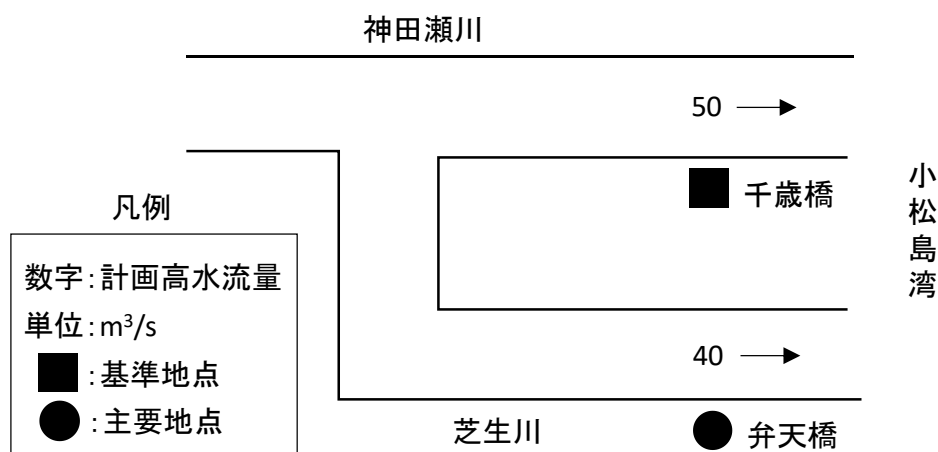 神田瀬川
50
千歳橋
小松島湾
凡例
数字:計画高水流量
単位:m³/s
:基準地点
:主要地点
40
芝生川
弁天橋